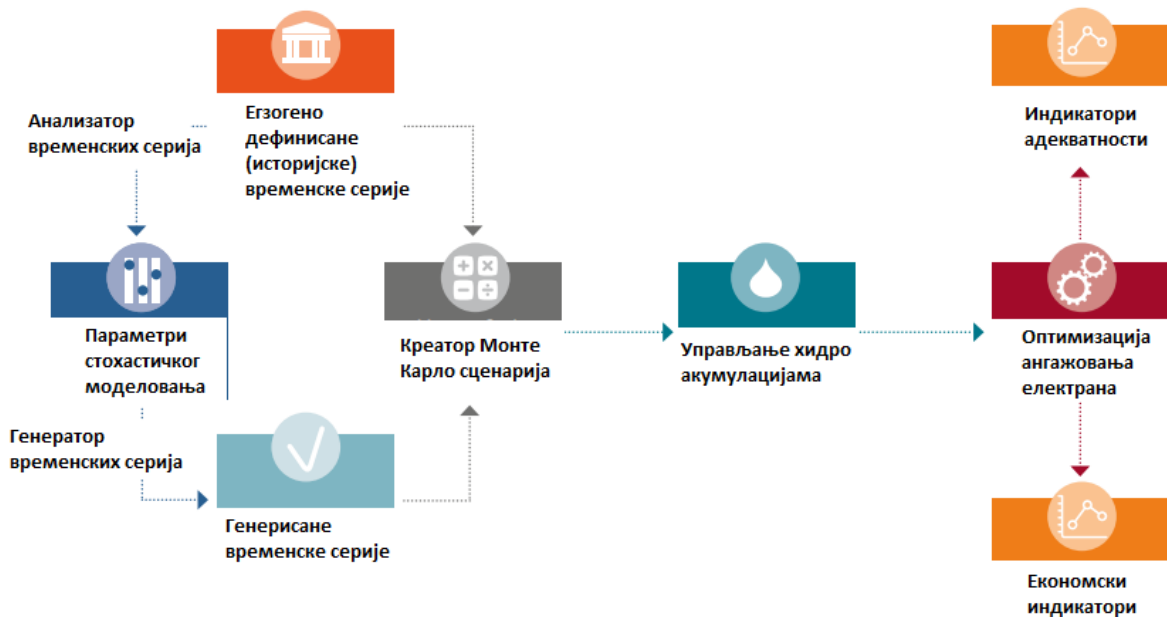 Анализатор
временских серија
Егзогено
дефинисане
(историјске)
временске серије
Параметри
стохастичког
моделовања
Генератор
временских серија
Генерисане
временске серије
Креатор Монте
Карло сценарија
Управљање хидро
акумулацијама
Оптимизација
ангажовања
електрана
Индикатори
адекватности
Економски
индикатори